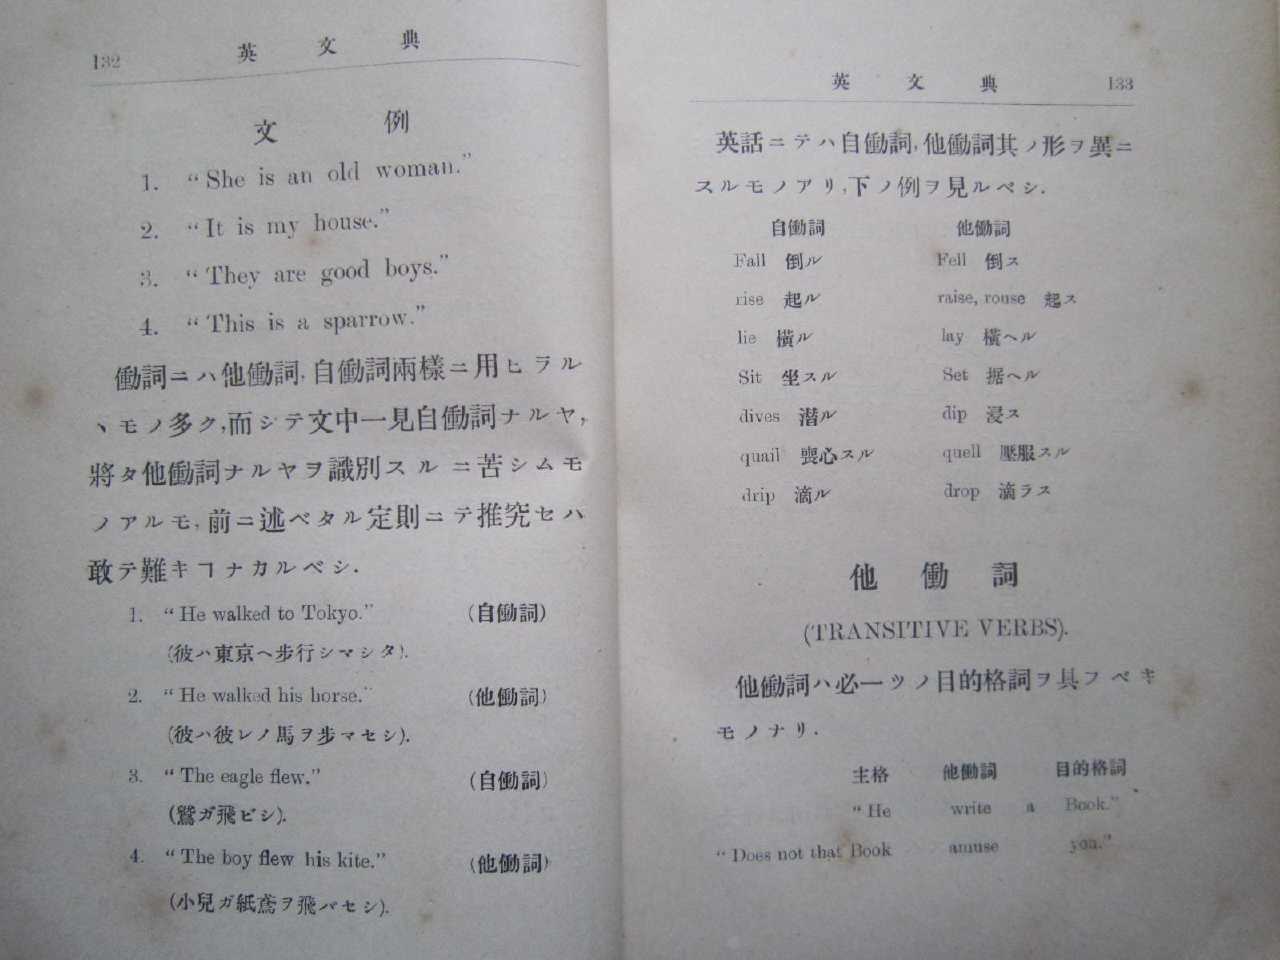 132 英文典
文例
1. “She is an old woman.”
2. “It is my house.”
3. “They are good boys.”
4. “This is a sparrow.”
働詞ニハ他働詞, 自働詞兩樣ニ用ヒラル
ヽモノ多ク, 而シテ文中一見自働詞ナルヤ,
將タ他働詞ナルヤヲ識別スルニ苦シムモ
ノアルモ, 前ニ述ベタル定則ニテ推究セハ
敢テ難キヿナカルベシ.
1. “He walked to Tokyo.” (自働詞)
(彼ハ東京ヘ歩行シマシタ).
2. “He walked his horse.” (他働詞)
(彼ハ彼レノ馬ヲ歩マセシ).
3. “The eagle flew.” (自働詞)
(鷲ガ飛ビシ).
4. “The boy flew his kite.” (他働詞)
(小兒ガ紙鳶ヲ飛バセシ).
英文典 133
英話ニテハ自働詞, 他働詞其ノ形ヲ異ニ
スルモノアリ, 下ノ例ヲ見ルベシ.
自働詞 他働詞
Fall 倒ル Fell 倒ス
rise 起ル raise, rouse 起ス
lie 橫ル lay 橫ヘル
Sit 坐スル Set 据ヘル
dives 潜ル dip 浸ス
quail 喪心スル quell 壓服スル
drip 滴ル drop 滴ラス
他働詞
(TRANSITIVE VERBS).
他働詞ハ必一ツノ目的格詞ヲ具フベキ
モノナリ.
主格 他働詞 目的格詞
“He write a Book.”
“Does not that Book amuse you.”